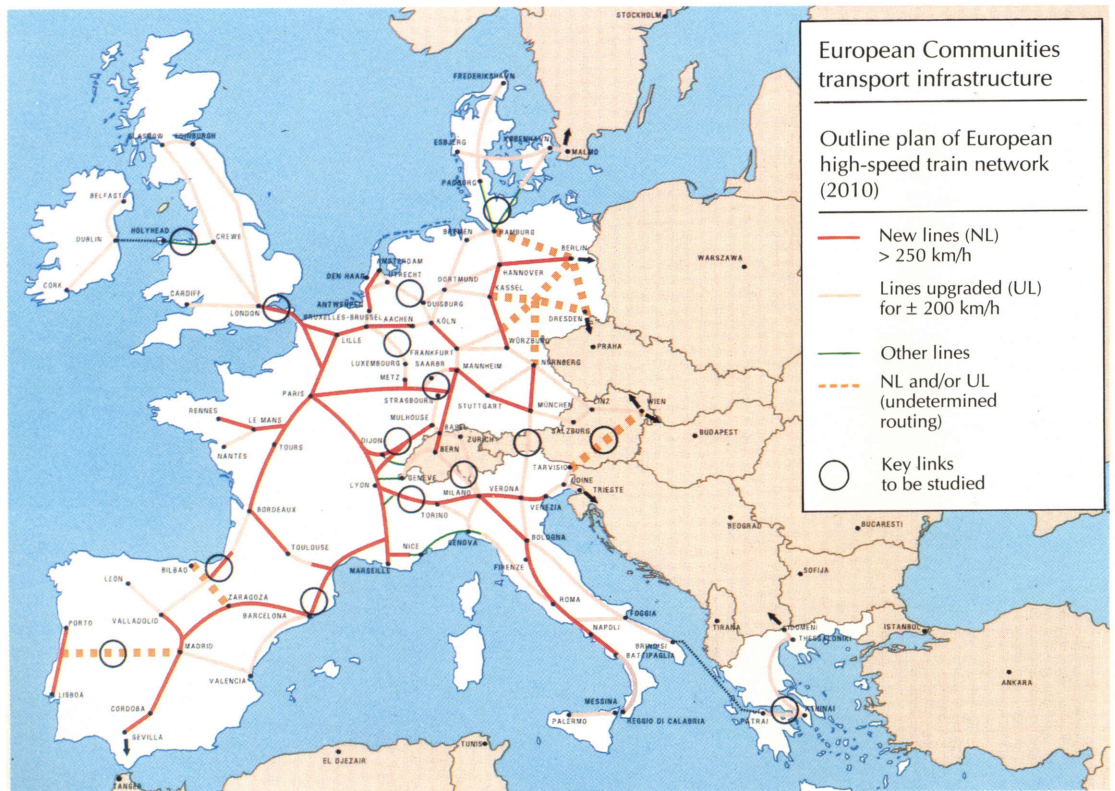 European Communities
transport infrastructure
Outline plan of European
high-speed train network
(2010)
New lines (NL)
> 250 km/h
Lines upgraded (UL)
for ± 200 km/h
Other lines
NL and/or UL
(undetermined
routing)
Key links
to be studied
STOCKHOLM
FREDERIKSHAVN
GLASGOW
EDINBURGH
ESBJERG
KØBENHAVN
MALMO
PADBORG
BELFAST
HAMBURG
BREMEN
DUBLIN
HOLYHEAD
CREWE
BERLIN
AMSTERDAM
HANNOVER
WARSZAWA
DEN HAAG
UTRECHT
DORTMUND
CORK
CARDIFF
KASSEL
ANTWERPEN
DUISBURG
LONDON
BRUXELLES-BRUSSEL
AACHEN
KÖLN
DRESDEN
LILLE
WÜRZBURG
PRAHA
FRANKFURT
LUXEMBOURG
SAARBR
NÜRNBERG
METZ
MANNHEIM
PARIS
STRASBOURG
STUTTGART
MÜNCHEN
LINZ
WIEN
RENNES
LE MANS
MULHOUSE
SALZBURG
BASEL
BUDAPEST
NANTES
TOURS
DIJON
ZURICH
BERN
TARVISIO
GENEVE
UDINE
LYON
MILANO
VERONA
TRIESTE
VENEZIA
BORDEAUX
TORINO
BEOGRAD
BUCARESTI
BOLOGNA
TOULOUSE
NICE
GENOVA
BILBAO
MARSEILLE
FIRENZE
SOFIJA
LEON
ZARAGOZA
ROMA
PORTO
VALLADOLID
BARCELONA
FOGGIA
TIRANA
IDOMENI
ISTANBUL
NAPOLI
THESSALONIKI
MADRID
BRINDISI
BATTIPAGLIA
VALENCIA
ANKARA
LISBOA
MESSINA
CORDOBA
PALERMO
REGGIO DI CALABRIA
PATRAI
ATHINAI
SEVILLA
TUNIS
EL DJEZAIR
TANGER